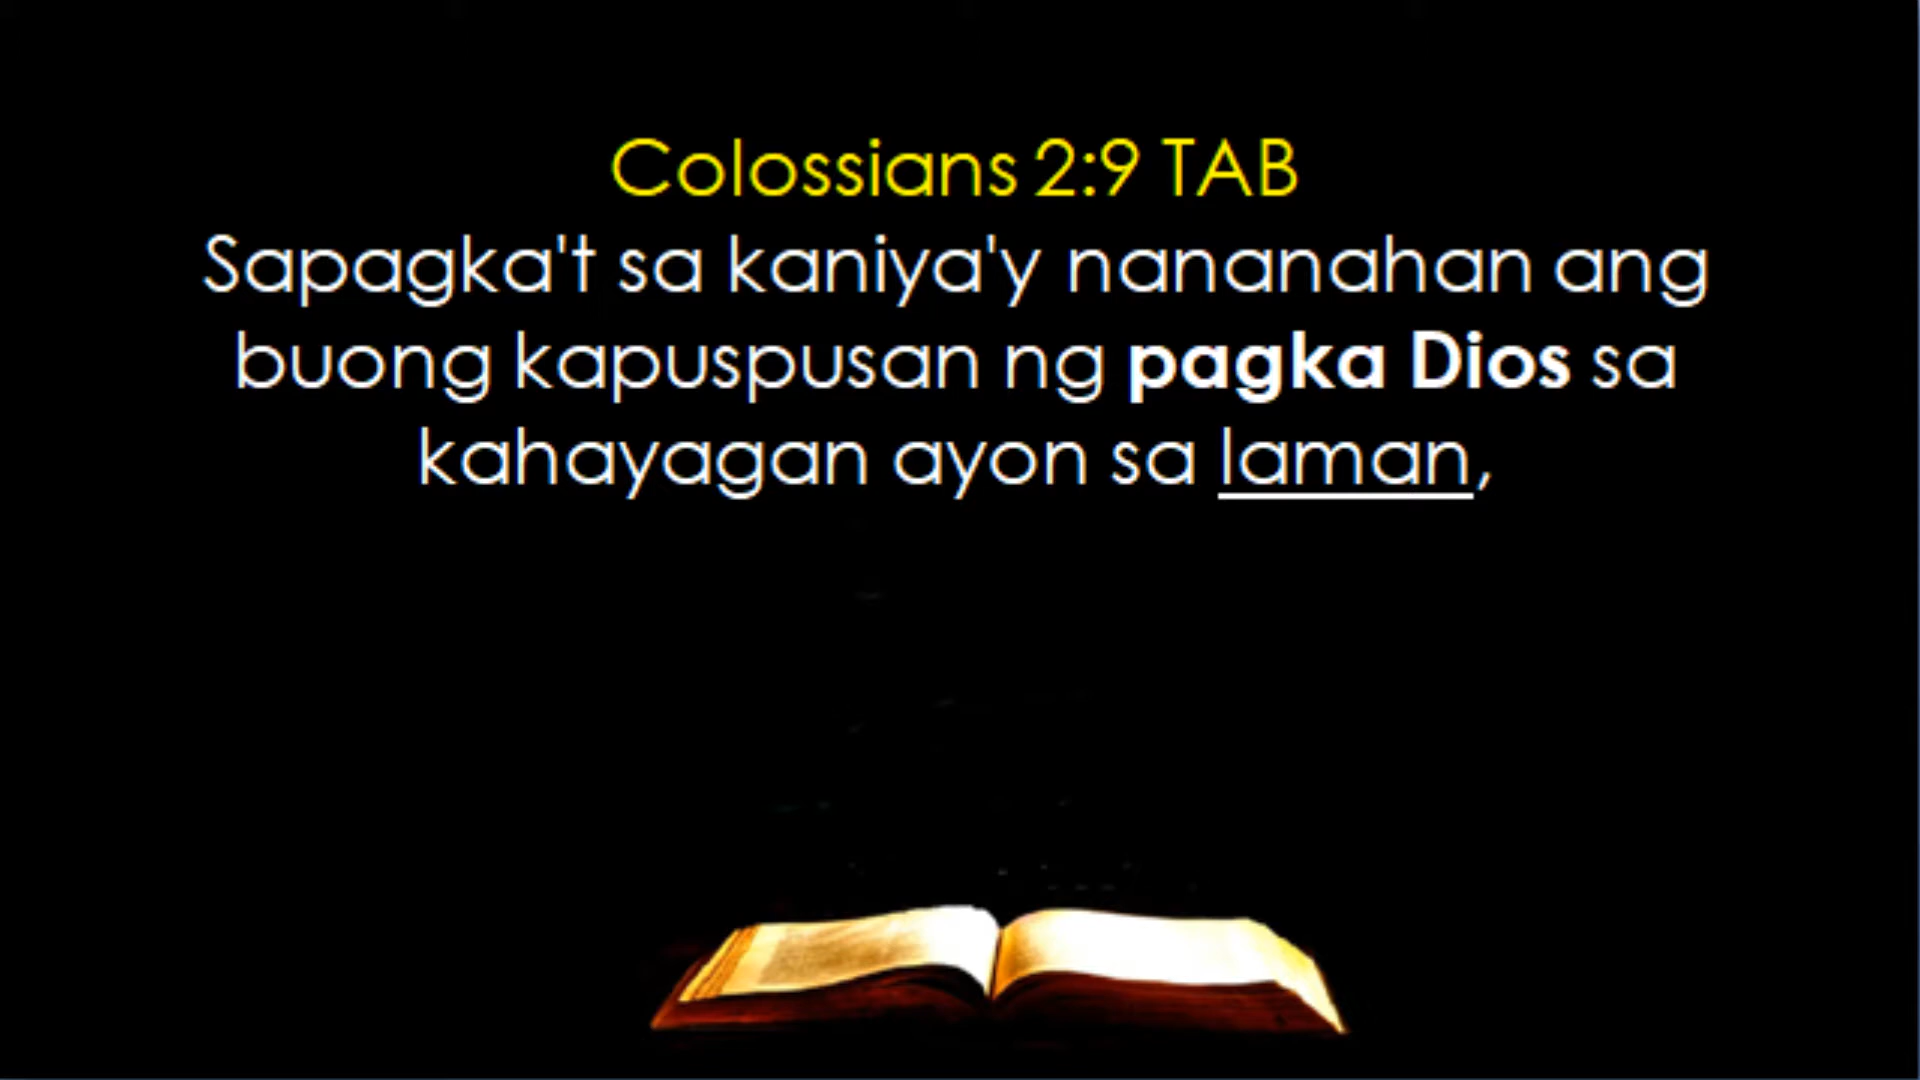 Colossians 2:9 TAB
Sapagka't sa kaniya'y nananahan ang
buong kapuspusan ng pagka Dios sa
kahayagan ayon sa laman,